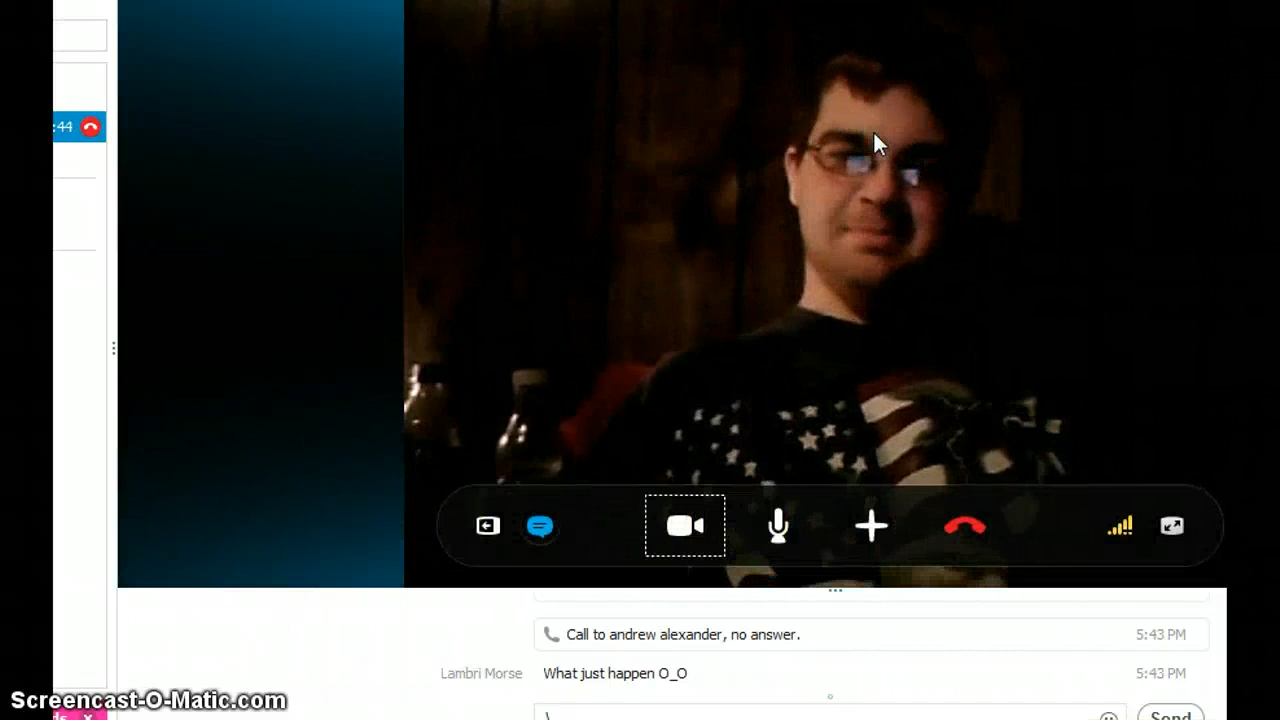 :44
Call to andrew alexander, no answer.
5:43 PM
Lambri Morse
What just happen O_O
5:43 PM
\
Send
Screencast-O-Matic.com
ds x